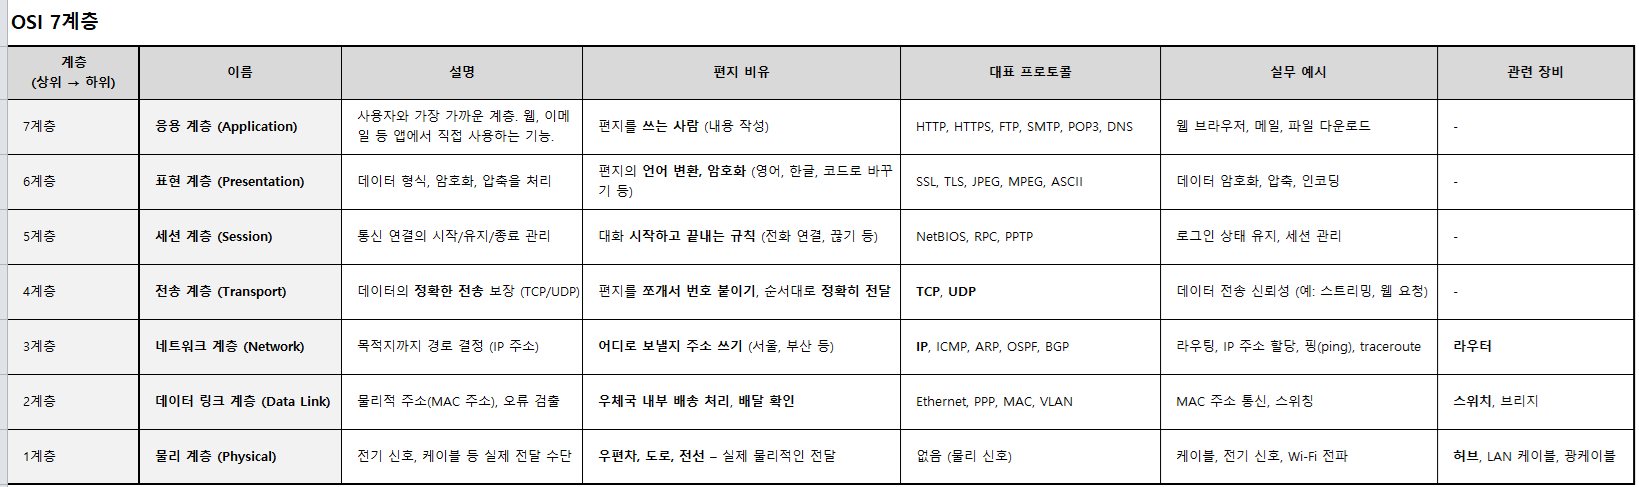 OSI 7계층
계층
(상위 → 하위)
이름
설명
편지 비유
대표 프로토콜
실무 예시
관련 장비
7계층
응용 계층 (Application)
사용자와 가장 가까운 계층. 웹, 이메
일 등 앱에서 직접 사용하는 기능.
편지를 쓰는 사람 (내용 작성)
HTTP, HTTPS, FTP, SMTP, POP3, DNS
웹 브라우저, 메일, 파일 다운로드
-
6계층
표현 계층 (Presentation)
데이터 형식, 암호화, 압축을 처리
편지의 언어 변환, 암호화 (영어, 한글, 코드로 바꾸
기 등)
SSL, TLS, JPEG, MPEG, ASCII
데이터 암호화, 압축, 인코딩
-
5계층
세션 계층 (Session)
통신 연결의 시작/유지/종료 관리
대화 시작하고 끝내는 규칙 (전화 연결, 끊기 등)
NetBIOS, RPC, PPTP
로그인 상태 유지, 세션 관리
-
4계층
전송 계층 (Transport)
데이터의 정확한 전송 보장 (TCP/UDP)
편지를 쪼개서 번호 붙이기, 순서대로 정확히 전달
TCP, UDP
데이터 전송 신뢰성 (예: 스트리밍, 웹 요청)
-
3계층
네트워크 계층 (Network)
목적지까지 경로 결정 (IP 주소)
어디로 보낼지 주소 쓰기 (서울, 부산 등)
IP, ICMP, ARP, OSPF, BGP
라우팅, IP 주소 할당, 핑(ping), traceroute
라우터
2계층
데이터 링크 계층 (Data Link)
물리적 주소(MAC 주소), 오류 검출
우체국 내부 배송 처리, 배달 확인
Ethernet, PPP, MAC, VLAN
MAC 주소 통신, 스위칭
스위치, 브리지
1계층
물리 계층 (Physical)
전기 신호, 케이블 등 실제 전달 수단
우편차, 도로, 전선 – 실제 물리적인 전달
없음 (물리 신호)
케이블, 전기 신호, Wi-Fi 전파
허브, LAN 케이블, 광케이블